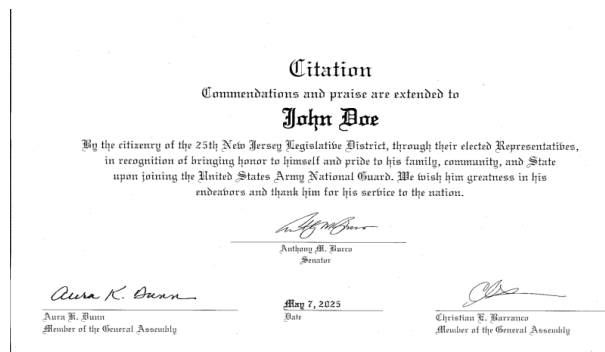 Citation
Commendations and praise are extended to
John Doe
By the citizenry of the 25th New Jersey Legislative District, through their elected Representatives,
in recognition of bringing honor to himself and pride to his family, community, and State
upon joining the United States Army National Guard. We wish him greatness in his
endeavors and thank him for his service to the nation.
Anthony M. Bucco
Senator
Aura K. Dunn
May 7, 2025
Aura K. Dunn
Date
Christian E. Barranco
Member of the General Assembly
Member of the General Assembly